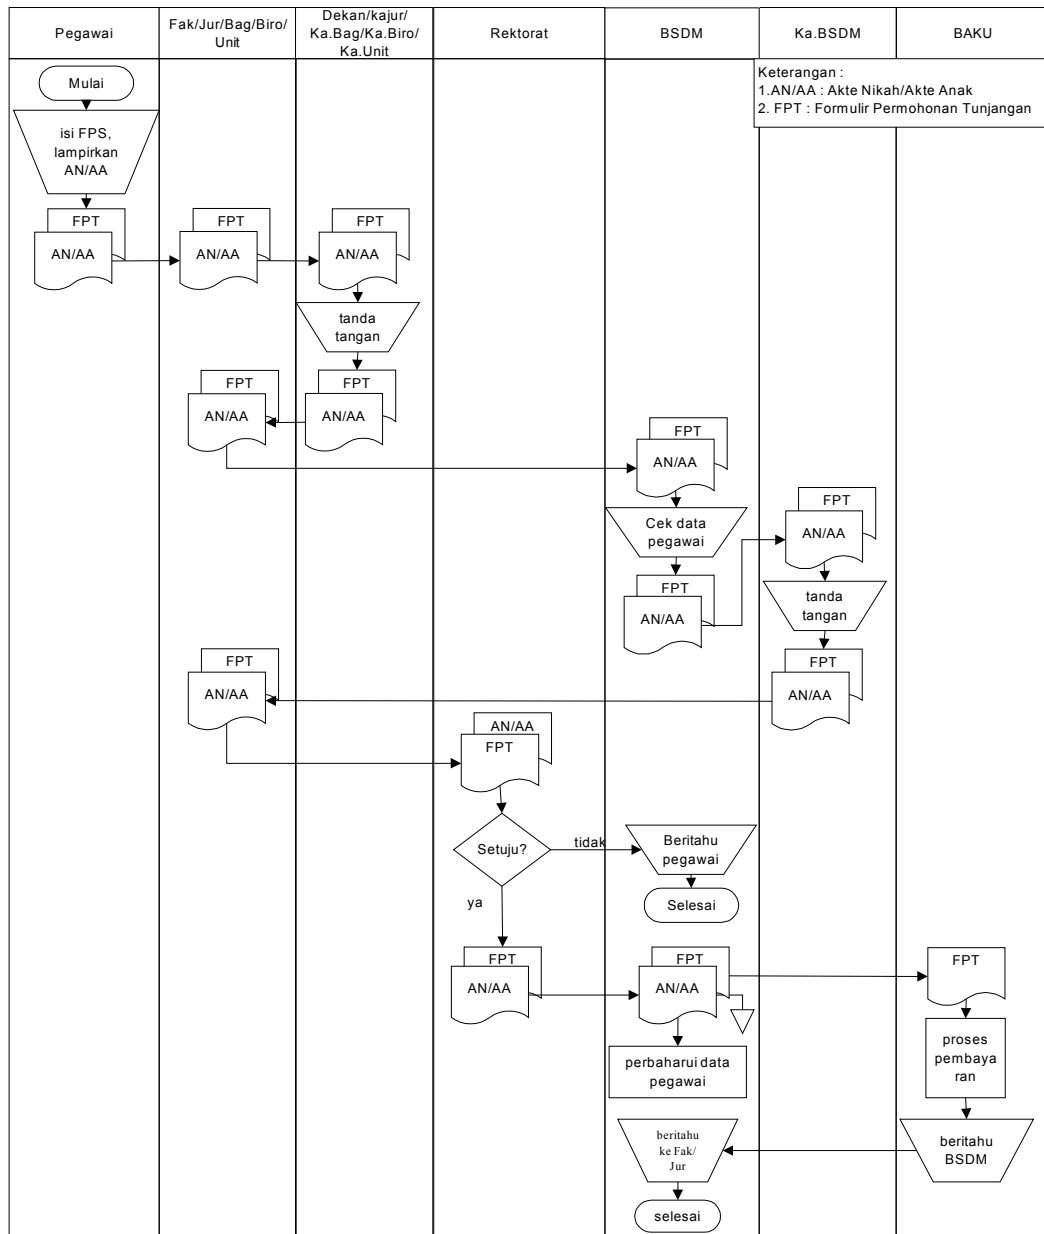 Pegawai
Fak/Jur/Bag/Biro/
Unit
Dekan/kajur/
Ka.Bag/Ka.Biro/
Ka.Unit
Rektorat
BSDM
Ka.BSDM
BAKU
Keterangan :
1.AN/AA : Akte Nikah/Akte Anak
2. FPT : Formulir Permohonan Tunjangan
Mulai
isi FPS,
lampirkan
AN/AA
FPT
AN/AA
FPT
AN/AA
FPT
AN/AA
tanda
tangan
FPT
AN/AA
FPT
AN/AA
FPT
AN/AA
Cek data
pegawai
FPT
AN/AA
FPT
AN/AA
tanda
tangan
FPT
AN/AA
FPT
AN/AA
AN/AA
FPT
Setuju?
tidak
Beritahu
pegawai
Selesai
ya
FPT
AN/AA
FPT
AN/AA
FPT
perbaharui data
pegawai
proses
pembaya
ran
beritahu
BSDM
beritahu
ke Fak/
Jur
selesai